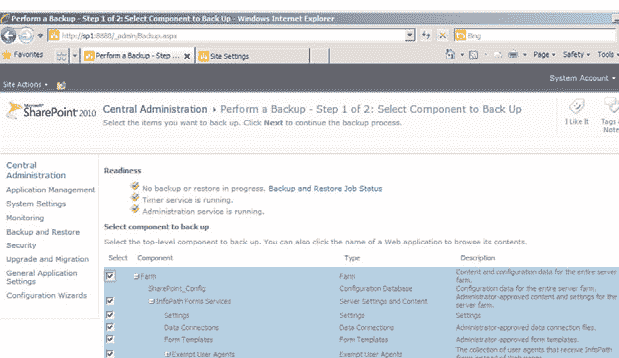 Perform a Backup - Step 1 of 2: Select Component to Back Up - Windows Internet Explorer
http://sp1:8080/_admin/Backup.aspx
Bing
Favorites
Perform a Backup - Step ...
Site Settings
Page
Safety
Tools
Site Actions
System Account
Microsoft
SharePoint 2010
Central Administration ▸ Perform a Backup - Step 1 of 2: Select Component to Back Up
Select the items you want to back up. Click Next to continue the backup process.
I Like It
Tags
Note
Central
Administration
Application Management
System Settings
Monitoring
Backup and Restore
Security
Upgrade and Migration
General Application
Settings
Configuration Wizards
Readiness
No backup or restore in progress. Backup and Restore Job Status
Timer service is running.
Administration service is running.
Select component to back up
Select the top-level component to back up. You can also click the name of a Web application to browse its contents.
Select Component Type Description
Farm Farm Content and configuration data for the entire server farm.
SharePoint_Config Configuration Database Configuration data for the entire server farm.
InfoPath Forms Services Server Settings and Content Administrator-approved content and settings for the server farm.
Settings Settings Settings
Data Connections Data Connections Administrator-approved data connection files.
Form Templates Form Templates Administrator-approved form templates.
Exempt User Agents Exempt User Agents The collection of user agents that receive InfoPath